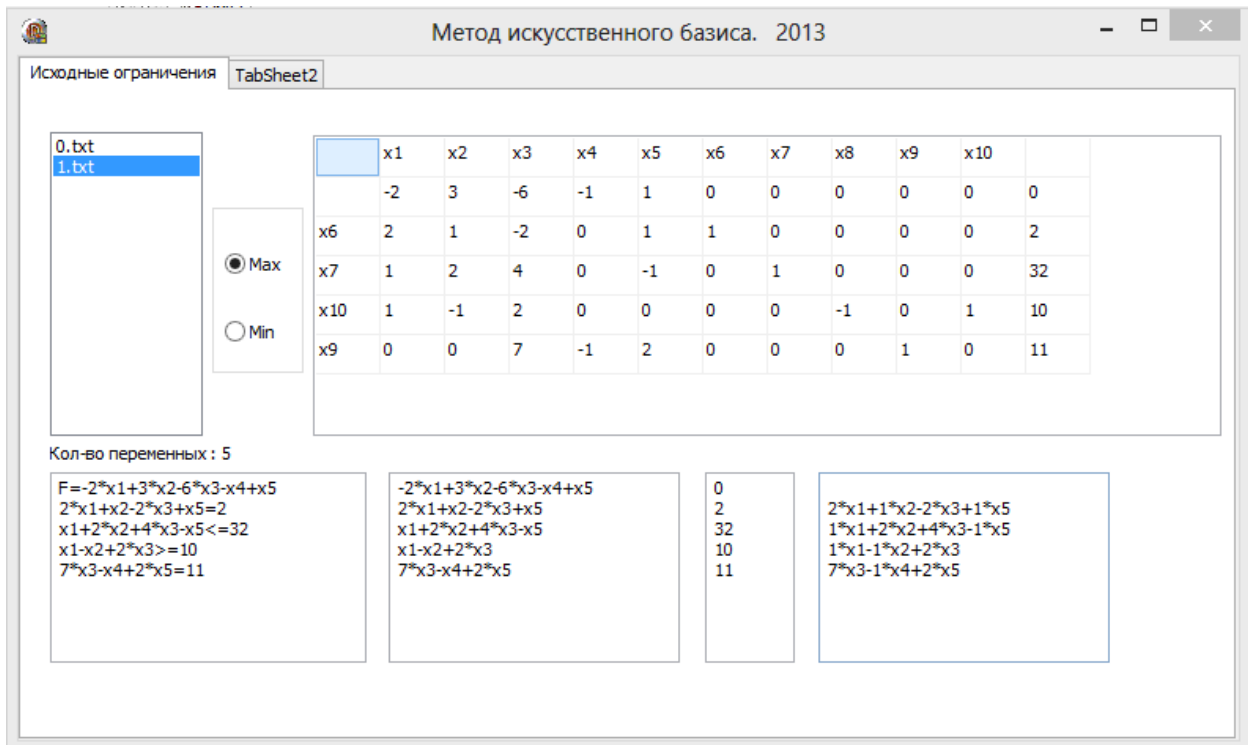 Метод искусственного базиса. 2013
Исходные ограничения TabSheet2
0.txt
1.txt
Max
Min
x1 x2 x3 x4 x5 x6 x7 x8 x9 x10
-2 3 -6 -1 1 0 0 0 0 0 0
x6 2 1 -2 0 1 1 0 0 0 0 2
x7 1 2 4 0 -1 0 1 0 0 0 32
x10 1 -1 2 0 0 0 0 -1 0 1 10
x9 0 0 7 -1 2 0 0 0 1 0 11
Кол-во переменных : 5
F=-2*x1+3*x2-6*x3-x4+x5
2*x1+x2-2*x3+x5=2
x1+2*x2+4*x3-x5<=32
x1-x2+2*x3>=10
7*x3-x4+2*x5=11
-2*x1+3*x2-6*x3-x4+x5
2*x1+x2-2*x3+x5
x1+2*x2+4*x3-x5
x1-x2+2*x3
7*x3-x4+2*x5
0
2
32
10
11
2*x1+1*x2-2*x3+1*x5
1*x1+2*x2+4*x3-1*x5
1*x1-1*x2+2*x3
7*x3-1*x4+2*x5